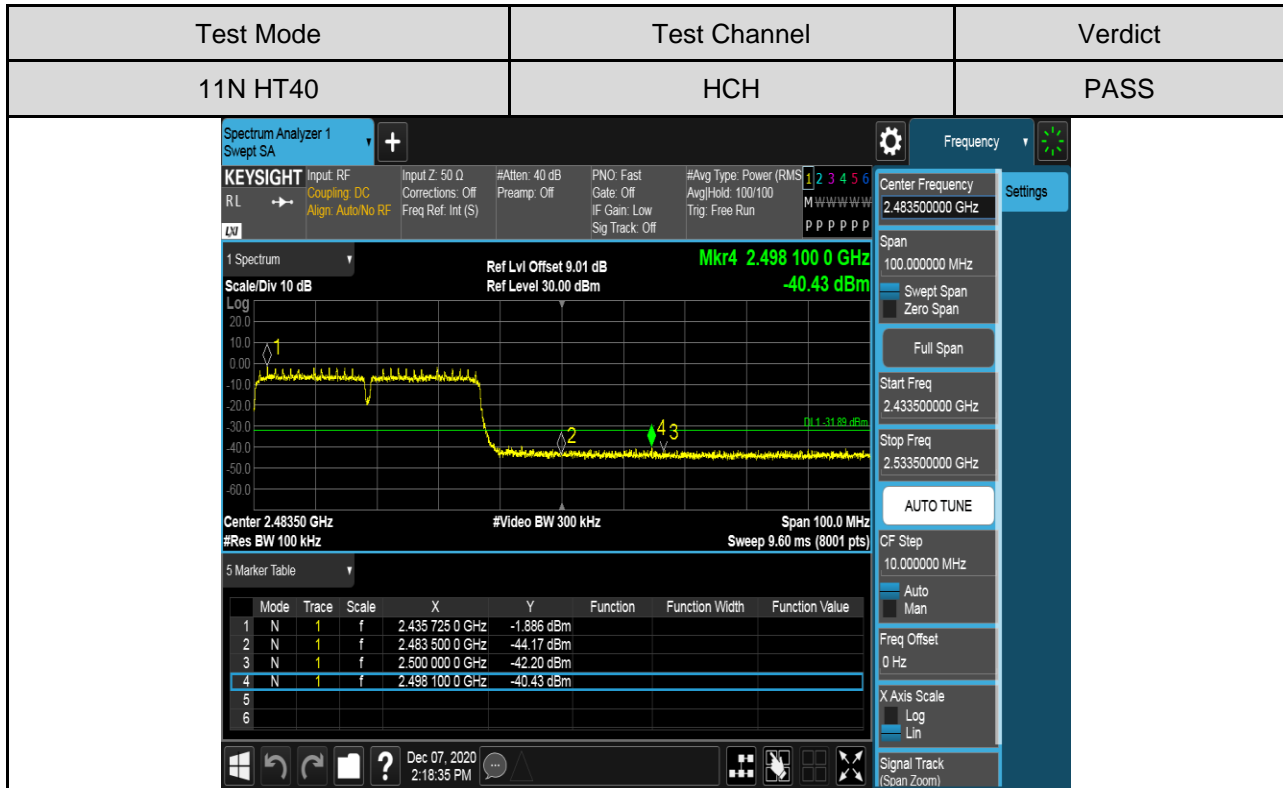 Test Mode Test Channel Verdict
11N HT40 HCH PASS
Spectrum Analyzer 1
Swept SA
+
Frequency
KEYSIGHT
RL
LXI
Input: RF
Coupling: DC
Align: Auto/No RF
Input Z: 50 Ω
Corrections: Off
Freq Ref: Int (S)
#Atten: 40 dB
Preamp: Off
PNO: Fast
Gate: Off
IF Gain: Low
Sig Track: Off
#Avg Type: Power (RMS
Avg|Hold: 100/100
Trig: Free Run
1 2 3 4 5 6
M W W W W W
P P P P P P
Center Frequency
2.483500000 GHz
Settings
Span
100.000000 MHz
Swept Span
Zero Span
Full Span
Start Freq
2.433500000 GHz
Stop Freq
2.533500000 GHz
AUTO TUNE
CF Step
10.000000 MHz
Auto
Man
Freq Offset
0 Hz
X Axis Scale
Log
Lin
Signal Track
(Span Zoom)
1 Spectrum
Ref Lvl Offset 9.01 dB
Mkr4 2.498 100 0 GHz
Scale/Div 10 dB
Ref Level 30.00 dBm
-40.43 dBm
Log
20.0
10.0
0.00
-10.0
-20.0
-30.0
-40.0
-50.0
-60.0
1
2
4
3
DL1 -31.89 dBm
Center 2.48350 GHz #Video BW 300 kHz Span 100.0 MHz
#Res BW 100 kHz Sweep 9.60 ms (8001 pts)
5 Marker Table
Mode Trace Scale X Y Function Function Width Function Value
1 N 1 f 2.435 725 0 GHz -1.886 dBm
2 N 1 f 2.483 500 0 GHz -44.17 dBm
3 N 1 f 2.500 000 0 GHz -42.20 dBm
4 N 1 f 2.498 100 0 GHz -40.43 dBm
5
6
?
Dec 07, 2020
2:18:35 PM